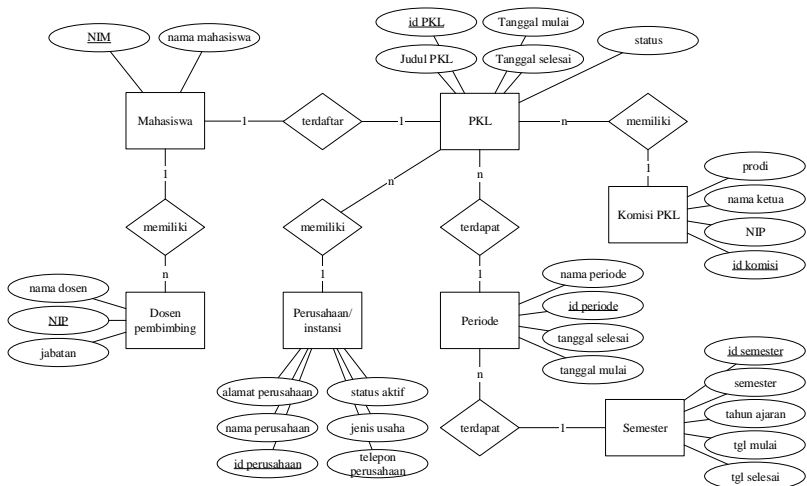 NIM
nama mahasiswa
id PKL
Tanggal mulai
Judul PKL
Tanggal selesai
status
Mahasiswa
1
terdaftar
1
PKL
n
memiliki
1
n
n
1
prodi
nama ketua
NIP
id komisi
Komisi PKL
memiliki
memiliki
terdapat
n
1
1
nama dosen
NIP
jabatan
Dosen
pembimbing
Perusahaan/
instansi
Periode
nama periode
id periode
tanggal selesai
tanggal mulai
n
alamat perusahaan
status aktif
nama perusahaan
jenis usaha
id perusahaan
telepon
perusahaan
terdapat
1
Semester
id semester
semester
tahun ajaran
tgl mulai
tgl selesai